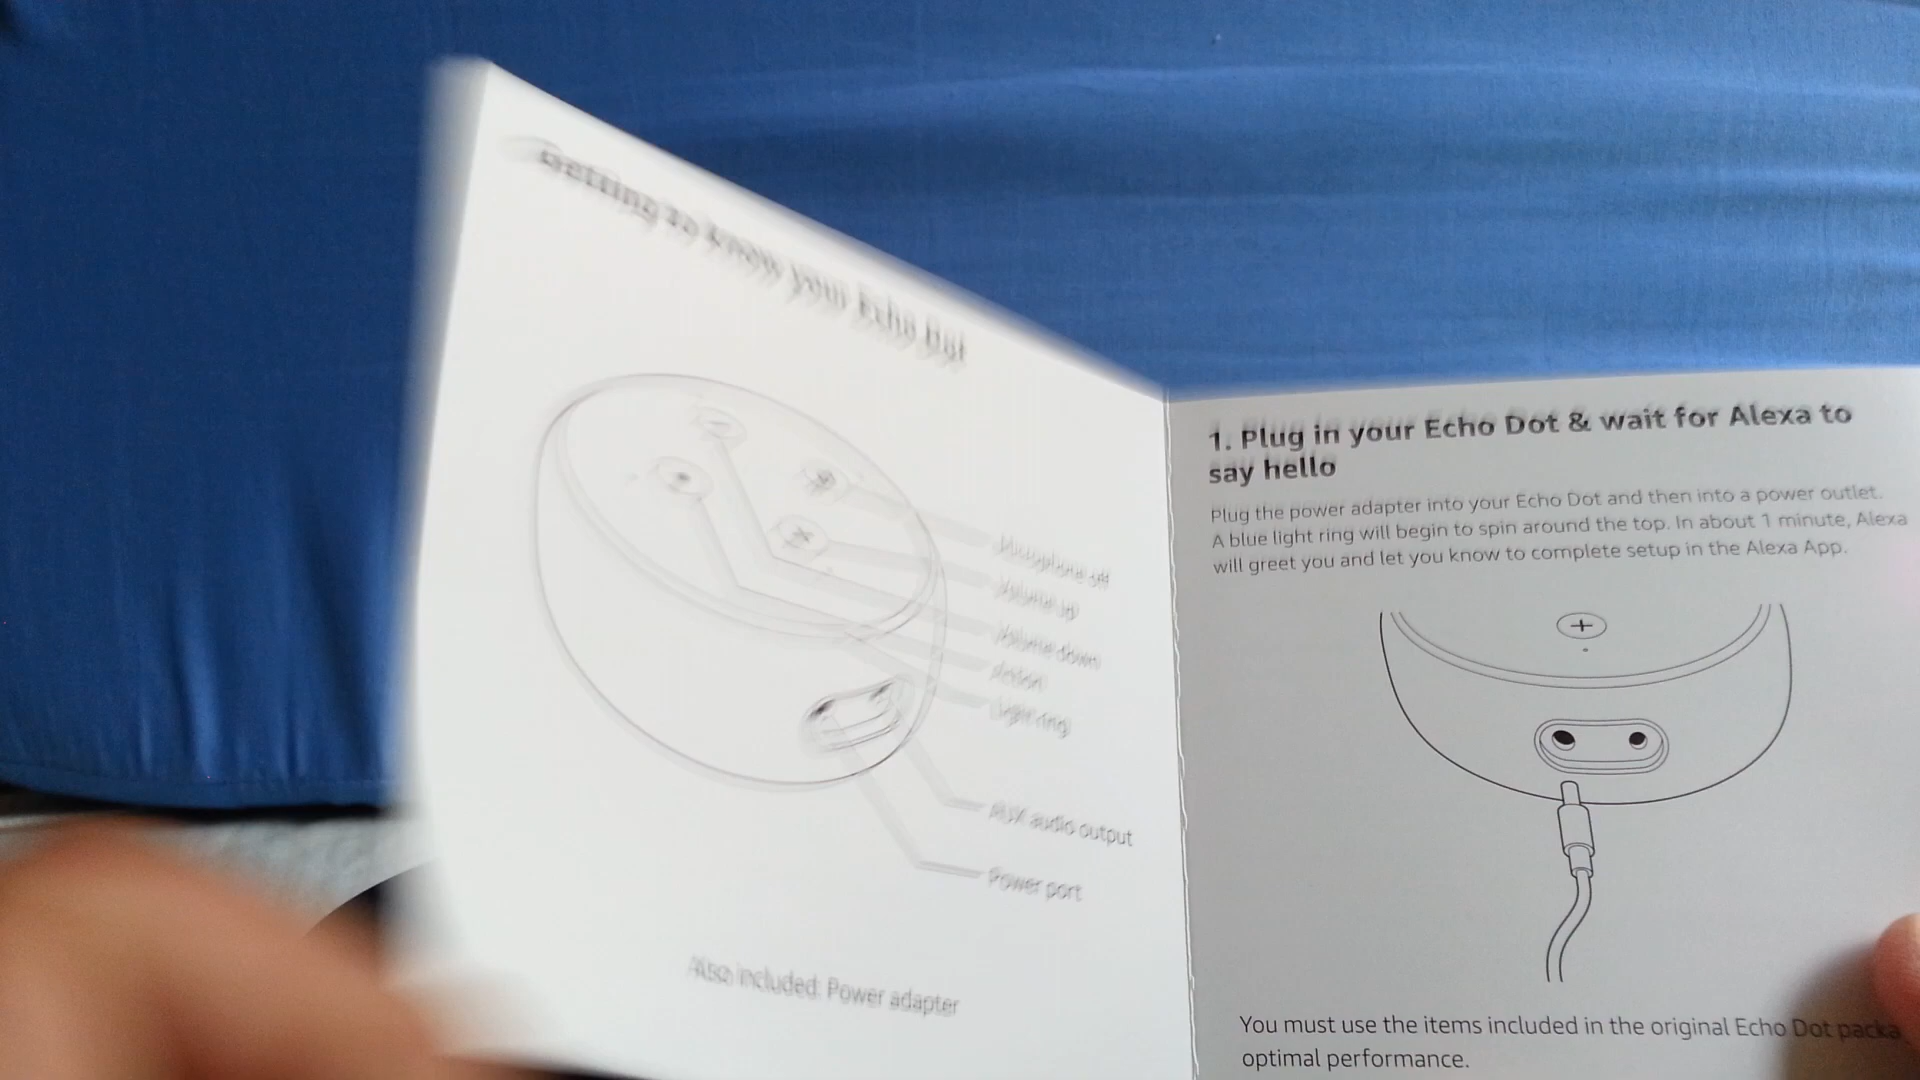 Getting to know your Echo Dot
Microphone off
Volume up
Volume down
Action
Light ring
AUX audio output
Power port
Also included: Power adapter
1. Plug in your Echo Dot & wait for Alexa to
say hello
Plug the power adapter into your Echo Dot and then into a power outlet.
A blue light ring will begin to spin around the top. In about 1 minute, Alexa
will greet you and let you know to complete setup in the Alexa App.
You must use the items included in the original Echo Dot packa
optimal performance.